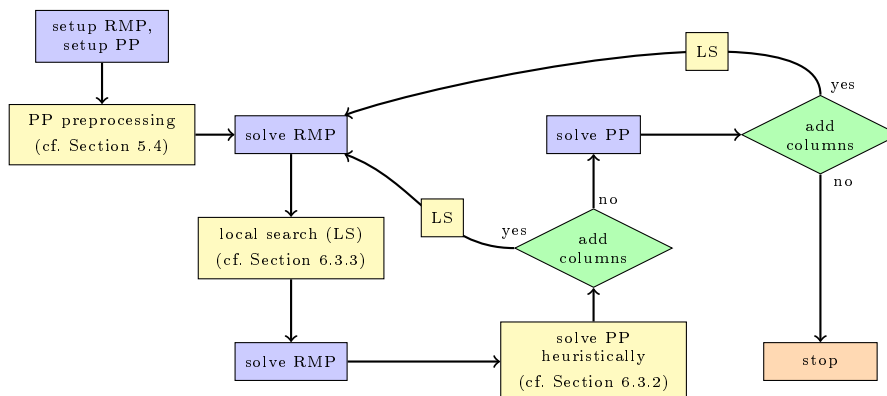 setup RMP,
setup PP
PP preprocessing
(cf. Section 5.4)
solve RMP
local search (LS)
(cf. Section 6.3.3)
solve RMP
solve PP
heuristically
(cf. Section 6.3.2)
add
columns
yes
LS
no
solve PP
add
columns
yes
LS
no
stop